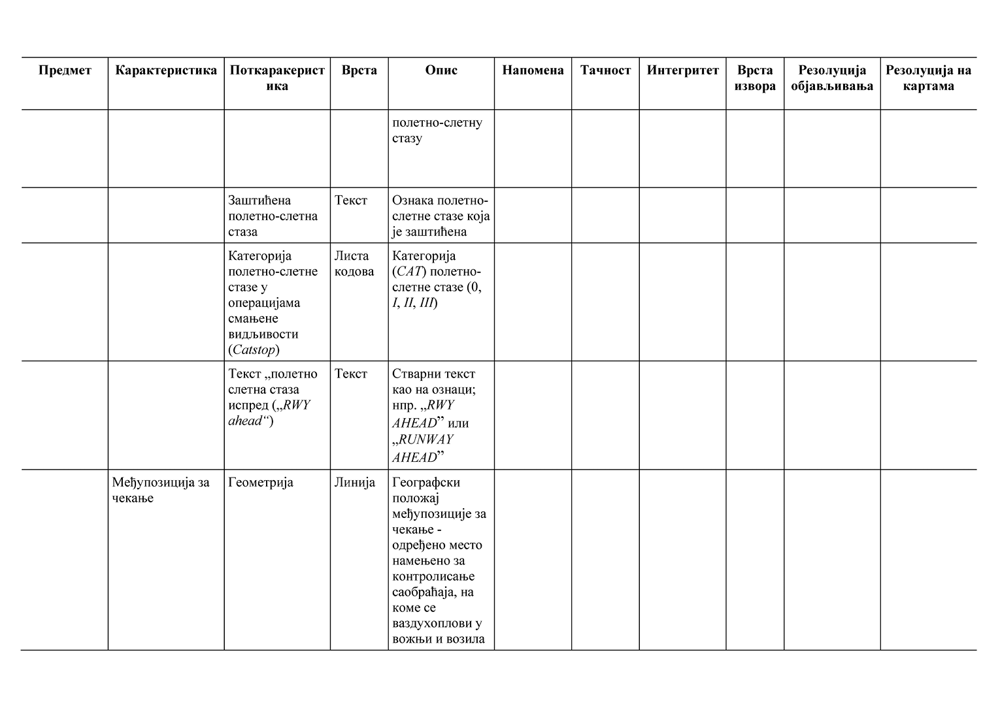 Предмет Карактеристика Поткаракерист Врста Опис Напомена Тачност Интегритет Врста Резолуција Резолуција на
ика извора објављивања картама
полетно-слетну
стазу
Заштићена Текст Ознака полетно-
полетно-слетна слетне стазе која
стаза је заштићена
Категорија Листа Категорија
полетно-слетне кодова (CAT) полетно-
стазе у слетне стазе (0,
операцијама I, II, III)
смањене
видљивости
(Catstop)
Текст „полетно Текст Стварни текст
слетна стаза као на ознаци;
испред („RWY нпр. „RWY
ahead“) AHEAD” или
„RUNWAY
AHEAD”
Међупозиција за Геометрија Линија Географски
чекање положај
међупозиције за
чекање -
одређено место
намењено за
контролисање
саобраћаја, на
коме се
ваздухоплови у
вожњи и возила